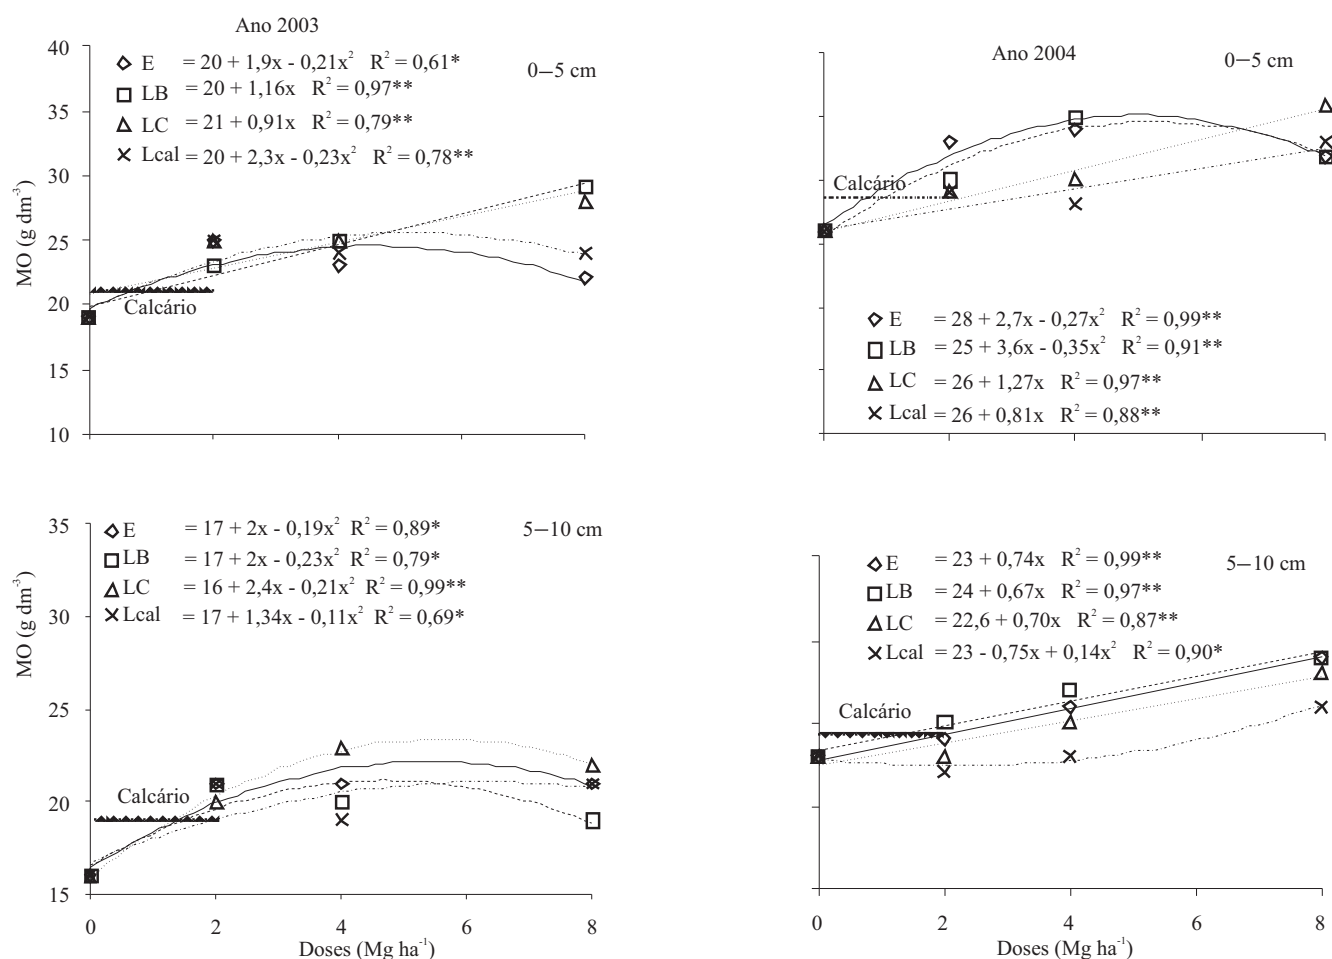 Ano 2003
40
35
30
25
20
15
10
MO (g dm⁻³)
E = 20 + 1,9x - 0,21x² R² = 0,61*
LB = 20 + 1,16x R² = 0,97**
LC = 21 + 0,91x R² = 0,79**
Lcal = 20 + 2,3x - 0,23x² R² = 0,78**
0–5 cm
Calcário
Ano 2004
0–5 cm
Calcário
E = 28 + 2,7x - 0,27x² R² = 0,99**
LB = 25 + 3,6x - 0,35x² R² = 0,91**
LC = 26 + 1,27x R² = 0,97**
Lcal = 26 + 0,81x R² = 0,88**
35
30
25
20
15
MO (g dm⁻³)
E = 17 + 2x - 0,19x² R² = 0,89*
LB = 17 + 2x - 0,23x² R² = 0,79*
LC = 16 + 2,4x - 0,21x² R² = 0,99**
Lcal = 17 + 1,34x - 0,11x² R² = 0,69*
5–10 cm
Calcário
0 2 4 6 8
Doses (Mg ha⁻¹)
E = 23 + 0,74x R² = 0,99**
LB = 24 + 0,67x R² = 0,97**
LC = 22,6 + 0,70x R² = 0,87**
Lcal = 23 - 0,75x + 0,14x² R² = 0,90*
5–10 cm
Calcário
0 2 4 6 8
Doses (Mg ha⁻¹)